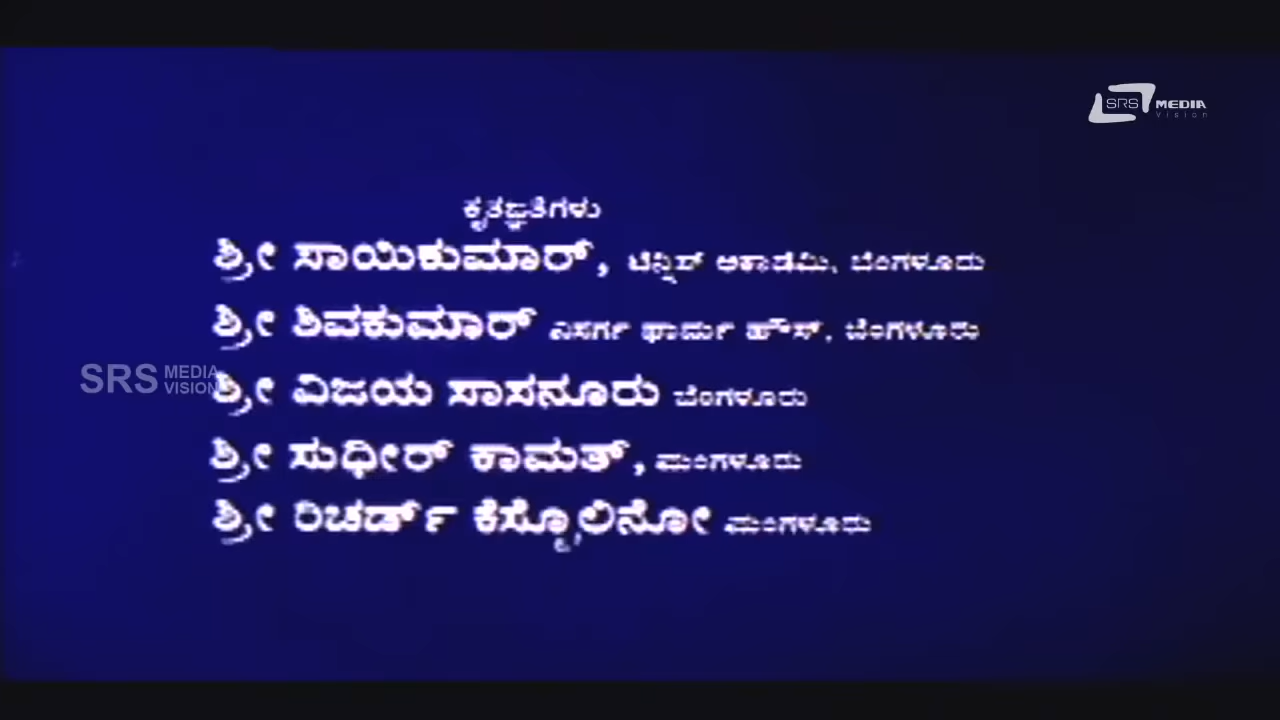 SRS MEDIA
Vision
ಕೃತಜ್ಞತೆಗಳು
ಶ್ರೀ ಸಾಯಿಕುಮಾರ್, ಟೆನ್ನಿಸ್ ಅಕಾಡೆಮಿ, ಬೆಂಗಳೂರು
ಶ್ರೀ ಶಿವಕುಮಾರ್ ನಿಸರ್ಗ ಫಾರ್ಮ ಹೌಸ್, ಬೆಂಗಳೂರು
SRS MEDIA VISION
ಶ್ರೀ ವಿಜಯ ಸಾಸನೂರು ಬೆಂಗಳೂರು
ಶ್ರೀ ಸುಧೀರ್ ಕಾಮತ್, ಮಂಗಳೂರು
ಶ್ರೀ ರಿಚರ್ಡ್ ಮಂಗಳೂರು